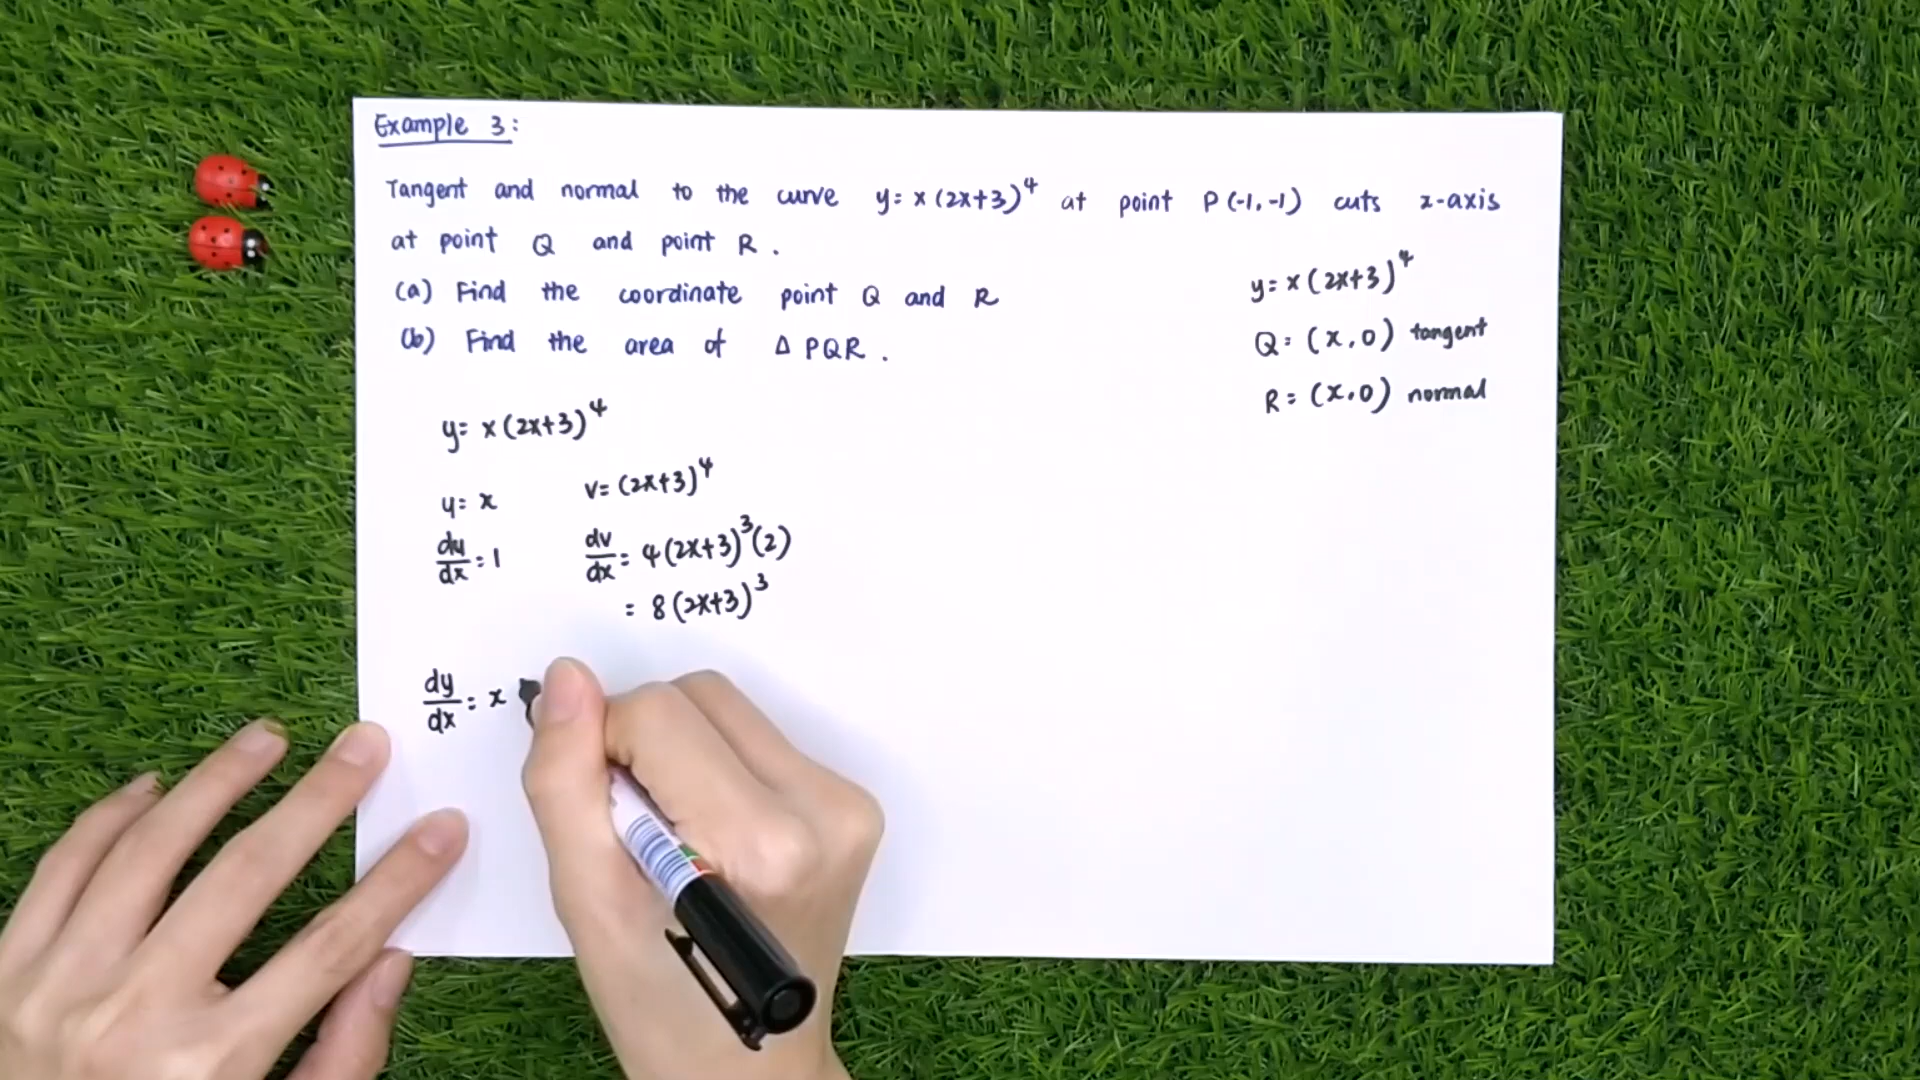 Example 3:
Tangent and normal to the curve y = x(2x+3)⁴ at point P(-1,-1) cuts x-axis
at point Q and point R.
(a) Find the coordinate point Q and R
(b) Find the area of Δ PQR.
y = x(2x+3)⁴
Q = (x,0) tangent
R = (x,0) normal
y = x(2x+3)⁴
u = x v = (2x+3)⁴
du/dx = 1 dv/dx = 4(2x+3)³(2)
= 8(2x+3)³
dy/dx = x